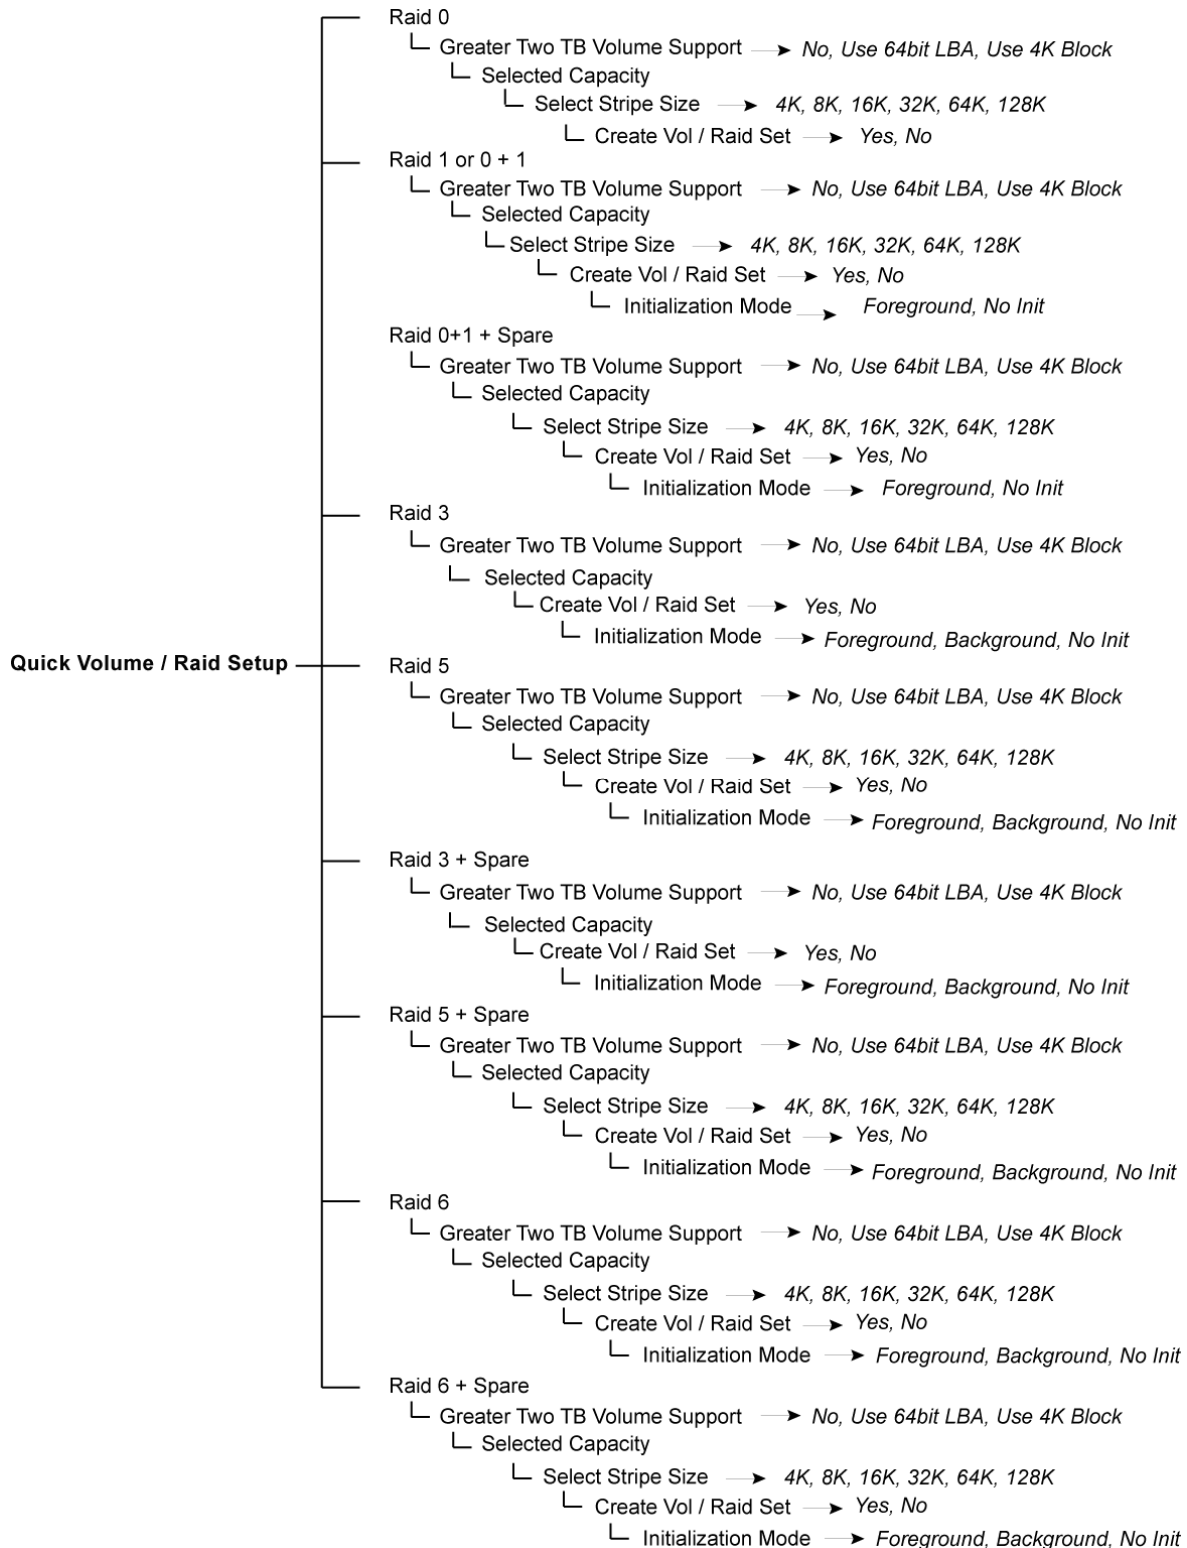 Raid 0
Greater Two TB Volume Support No, Use 64bit LBA, Use 4K Block
Selected Capacity
Select Stripe Size 4K, 8K, 16K, 32K, 64K, 128K
Create Vol / Raid Set Yes, No
Raid 1 or 0 + 1
Greater Two TB Volume Support No, Use 64bit LBA, Use 4K Block
Selected Capacity
Select Stripe Size 4K, 8K, 16K, 32K, 64K, 128K
Create Vol / Raid Set Yes, No
Initialization Mode Foreground, No Init
Raid 0+1 + Spare
Greater Two TB Volume Support No, Use 64bit LBA, Use 4K Block
Selected Capacity
Select Stripe Size 4K, 8K, 16K, 32K, 64K, 128K
Create Vol / Raid Set Yes, No
Initialization Mode Foreground, No Init
Raid 3
Greater Two TB Volume Support No, Use 64bit LBA, Use 4K Block
Selected Capacity
Create Vol / Raid Set Yes, No
Initialization Mode Foreground, Background, No Init
Quick Volume / Raid Setup
Raid 5
Greater Two TB Volume Support No, Use 64bit LBA, Use 4K Block
Selected Capacity
Select Stripe Size 4K, 8K, 16K, 32K, 64K, 128K
Create Vol / Raid Set Yes, No
Initialization Mode Foreground, Background, No Init
Raid 3 + Spare
Greater Two TB Volume Support No, Use 64bit LBA, Use 4K Block
Selected Capacity
Create Vol / Raid Set Yes, No
Initialization Mode Foreground, Background, No Init
Raid 5 + Spare
Greater Two TB Volume Support No, Use 64bit LBA, Use 4K Block
Selected Capacity
Select Stripe Size 4K, 8K, 16K, 32K, 64K, 128K
Create Vol / Raid Set Yes, No
Initialization Mode Foreground, Background, No Init
Raid 6
Greater Two TB Volume Support No, Use 64bit LBA, Use 4K Block
Selected Capacity
Select Stripe Size 4K, 8K, 16K, 32K, 64K, 128K
Create Vol / Raid Set Yes, No
Initialization Mode Foreground, Background, No Init
Raid 6 + Spare
Greater Two TB Volume Support No, Use 64bit LBA, Use 4K Block
Selected Capacity
Select Stripe Size 4K, 8K, 16K, 32K, 64K, 128K
Create Vol / Raid Set Yes, No
Initialization Mode Foreground, Background, No Init